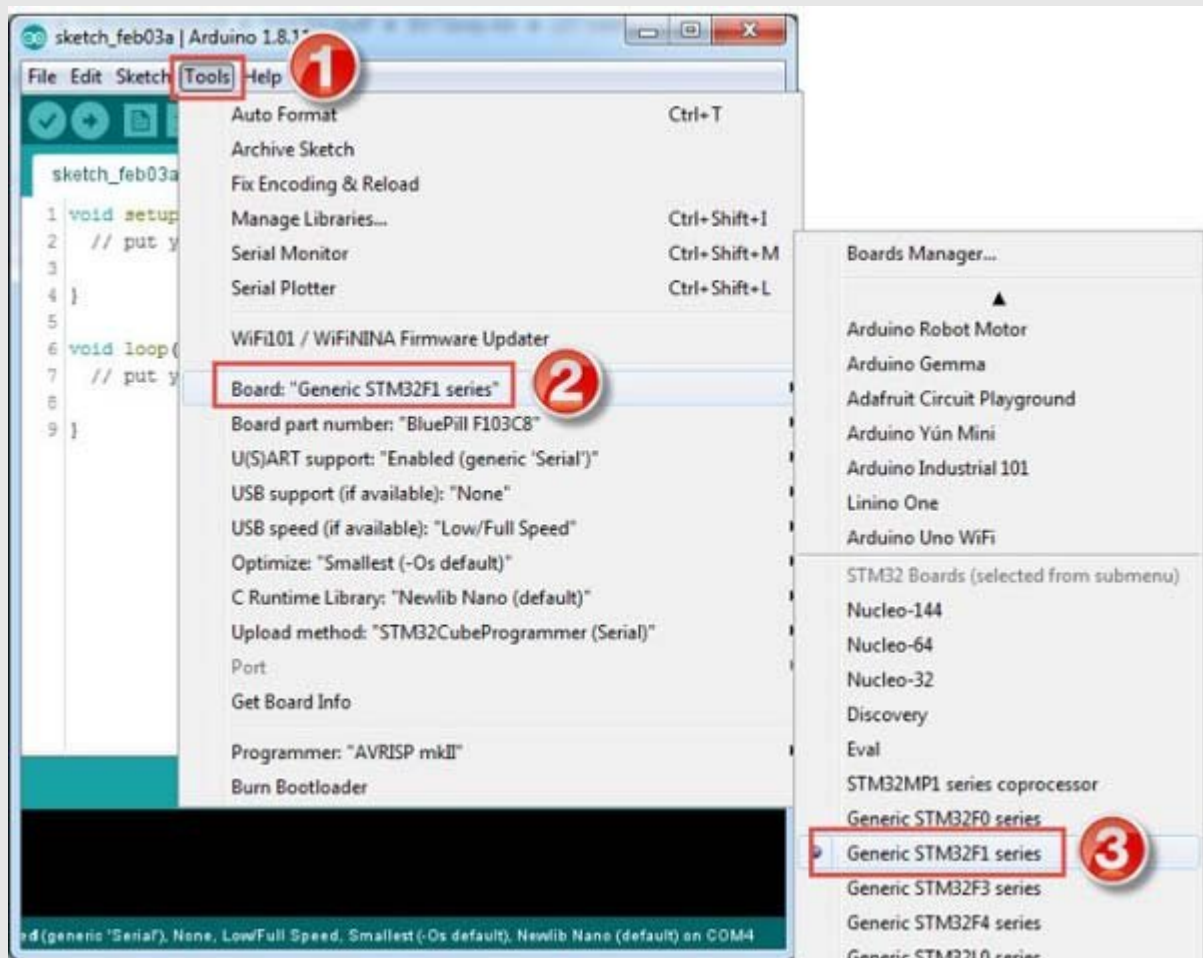 sketch_feb03a | Arduino 1.8.1
File Edit Sketch Tools Help
1
Auto Format Ctrl+T
Archive Sketch
Fix Encoding & Reload
Manage Libraries... Ctrl+Shift+I
Serial Monitor Ctrl+Shift+M
Serial Plotter Ctrl+Shift+L
WiFi101 / WiFiNINA Firmware Updater
Board: "Generic STM32F1 series"
2
Board part number: "BluePill F103C8"
U(S)ART support: "Enabled (generic 'Serial')"
USB support (if available): "None"
USB speed (if available): "Low/Full Speed"
Optimize: "Smallest (-Os default)"
C Runtime Library: "Newlib Nano (default)"
Upload method: "STM32CubeProgrammer (Serial)"
Port
Get Board Info
Programmer: "AVRISP mkII"
Burn Bootloader
sketch_feb03a
1 void setup
2 // put y
3
4 }
5
6 void loop(
7 // put y
8
9 }
Boards Manager...
Arduino Robot Motor
Arduino Gemma
Adafruit Circuit Playground
Arduino Yún Mini
Arduino Industrial 101
Linino One
Arduino Uno WiFi
STM32 Boards (selected from submenu)
Nucleo-144
Nucleo-64
Nucleo-32
Discovery
Eval
STM32MP1 series coprocessor
Generic STM32F0 series
Generic STM32F1 series
3
Generic STM32F3 series
Generic STM32F4 series
Generic STM32L0 series
(generic 'Serial'), None, Low/Full Speed, Smallest (-Os default), Newlib Nano (default) on COM4